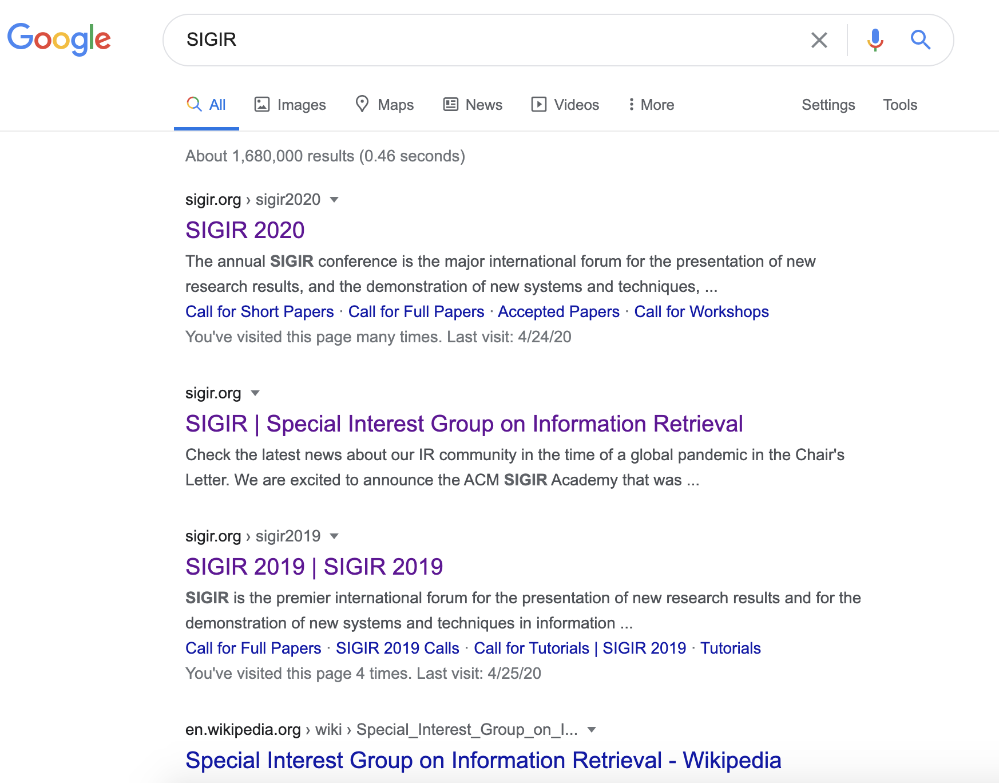 Google
SIGIR
All Images Maps News Videos More Settings Tools
About 1,680,000 results (0.46 seconds)
sigir.org › sigir2020
SIGIR 2020
The annual SIGIR conference is the major international forum for the presentation of new
research results, and the demonstration of new systems and techniques, ...
Call for Short Papers · Call for Full Papers · Accepted Papers · Call for Workshops
You've visited this page many times. Last visit: 4/24/20
sigir.org
SIGIR | Special Interest Group on Information Retrieval
Check the latest news about our IR community in the time of a global pandemic in the Chair's
Letter. We are excited to announce the ACM SIGIR Academy that was ...
sigir.org › sigir2019
SIGIR 2019 | SIGIR 2019
SIGIR is the premier international forum for the presentation of new research results and for the
demonstration of new systems and techniques in information ...
Call for Full Papers · SIGIR 2019 Calls · Call for Tutorials | SIGIR 2019 · Tutorials
You've visited this page 4 times. Last visit: 4/25/20
en.wikipedia.org › wiki › Special_Interest_Group_on_I...
Special Interest Group on Information Retrieval - Wikipedia